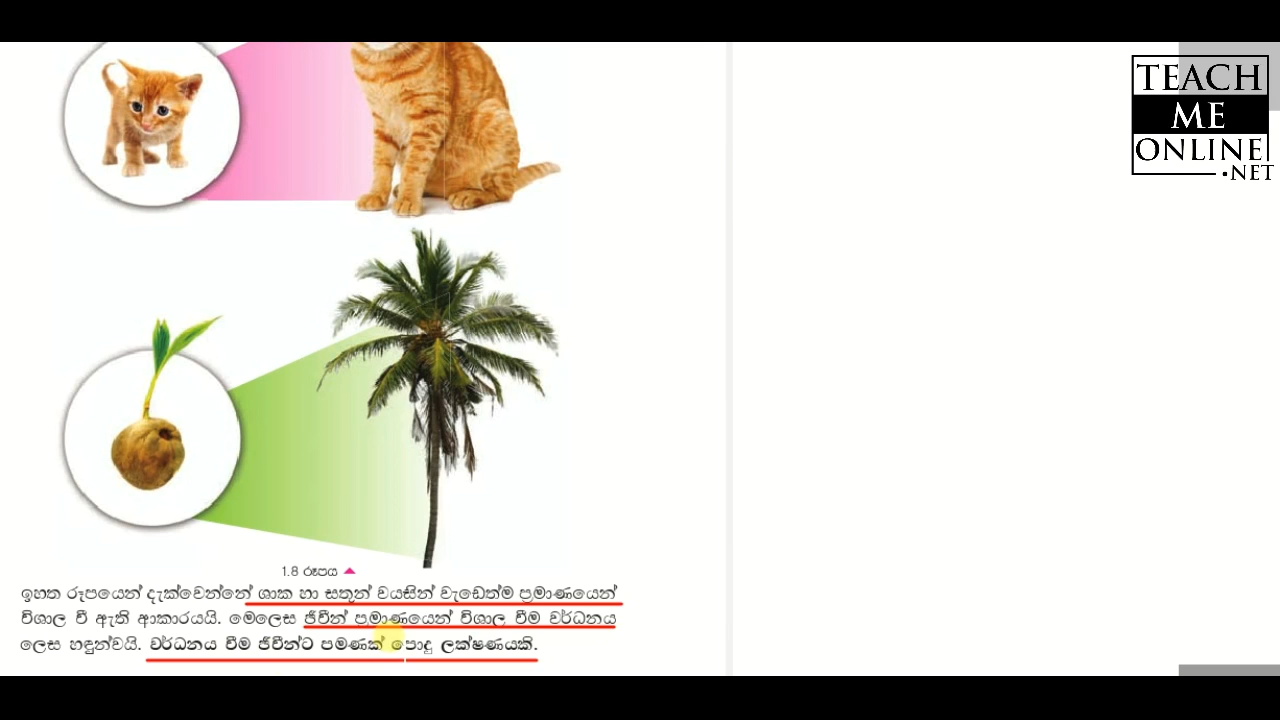 TEACH
ME
ONLINE
.NET
1.8 රූපය
ඉහත රූපයෙන් දැක්වෙන්නේ ශාක හා සතුන් වයසින් වැඩෙත්ම ප්‍රමාණයෙන්
විශාල වී ඇති ආකාරයයි. මෙලෙස ජීවීන් ප්‍රමාණයෙන් විශාල වීම වර්ධනය
ලෙස හඳුන්වයි. වර්ධනය වීම ජීවීන්ට පමණක් පොදු ලක්ෂණයකි.